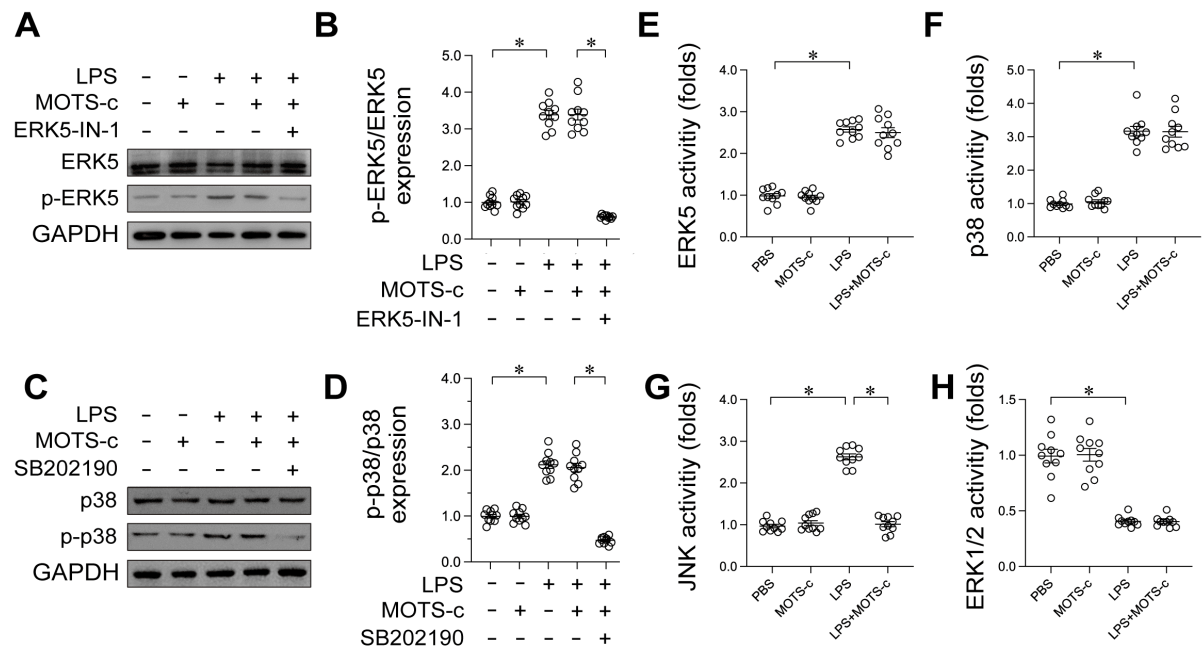 A
LPS - - + + +
MOTS-c - + - + +
ERK5-IN-1 - - - - +
ERK5
p-ERK5
GAPDH
B
p-ERK5/ERK5
expression
5.0
4.0
3.0
2.0
1.0
0.0
* *
LPS - - + + +
MOTS-c - + - + +
ERK5-IN-1 - - - - +
E
ERK5 activitiy (folds)
4.0
3.0
2.0
1.0
0.0
*
PBS
MOTS-c
LPS
LPS+MOTS-c
F
p38 activitiy (folds)
5.0
4.0
3.0
2.0
1.0
0.0
*
PBS
MOTS-c
LPS
LPS+MOTS-c
C
LPS - - + + +
MOTS-c - + - + +
SB202190 - - - - +
p38
p-p38
GAPDH
D
p-p38/p38
expression
4.0
3.0
2.0
1.0
0.0
* *
LPS - - + + +
MOTS-c - + - + +
SB202190 - - - - +
G
JNK activitiy (folds)
4.0
3.0
2.0
1.0
0.0
* *
PBS
MOTS-c
LPS
LPS+MOTS-c
H
ERK1/2 activitiy (folds)
1.5
1.0
0.5
0.0
*
PBS
MOTS-c
LPS
LPS+MOTS-c